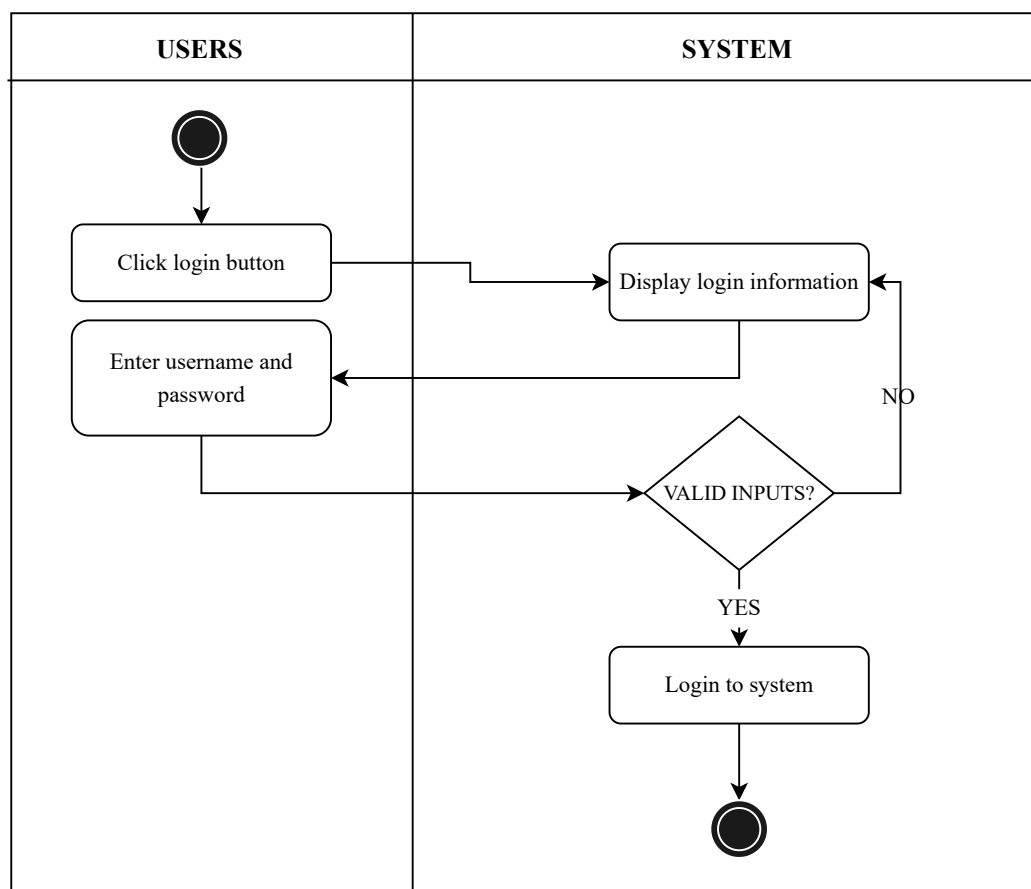 USERS
SYSTEM
Click login button
Display login information
Enter username and
password
NO
VALID INPUTS?
YES
Login to system